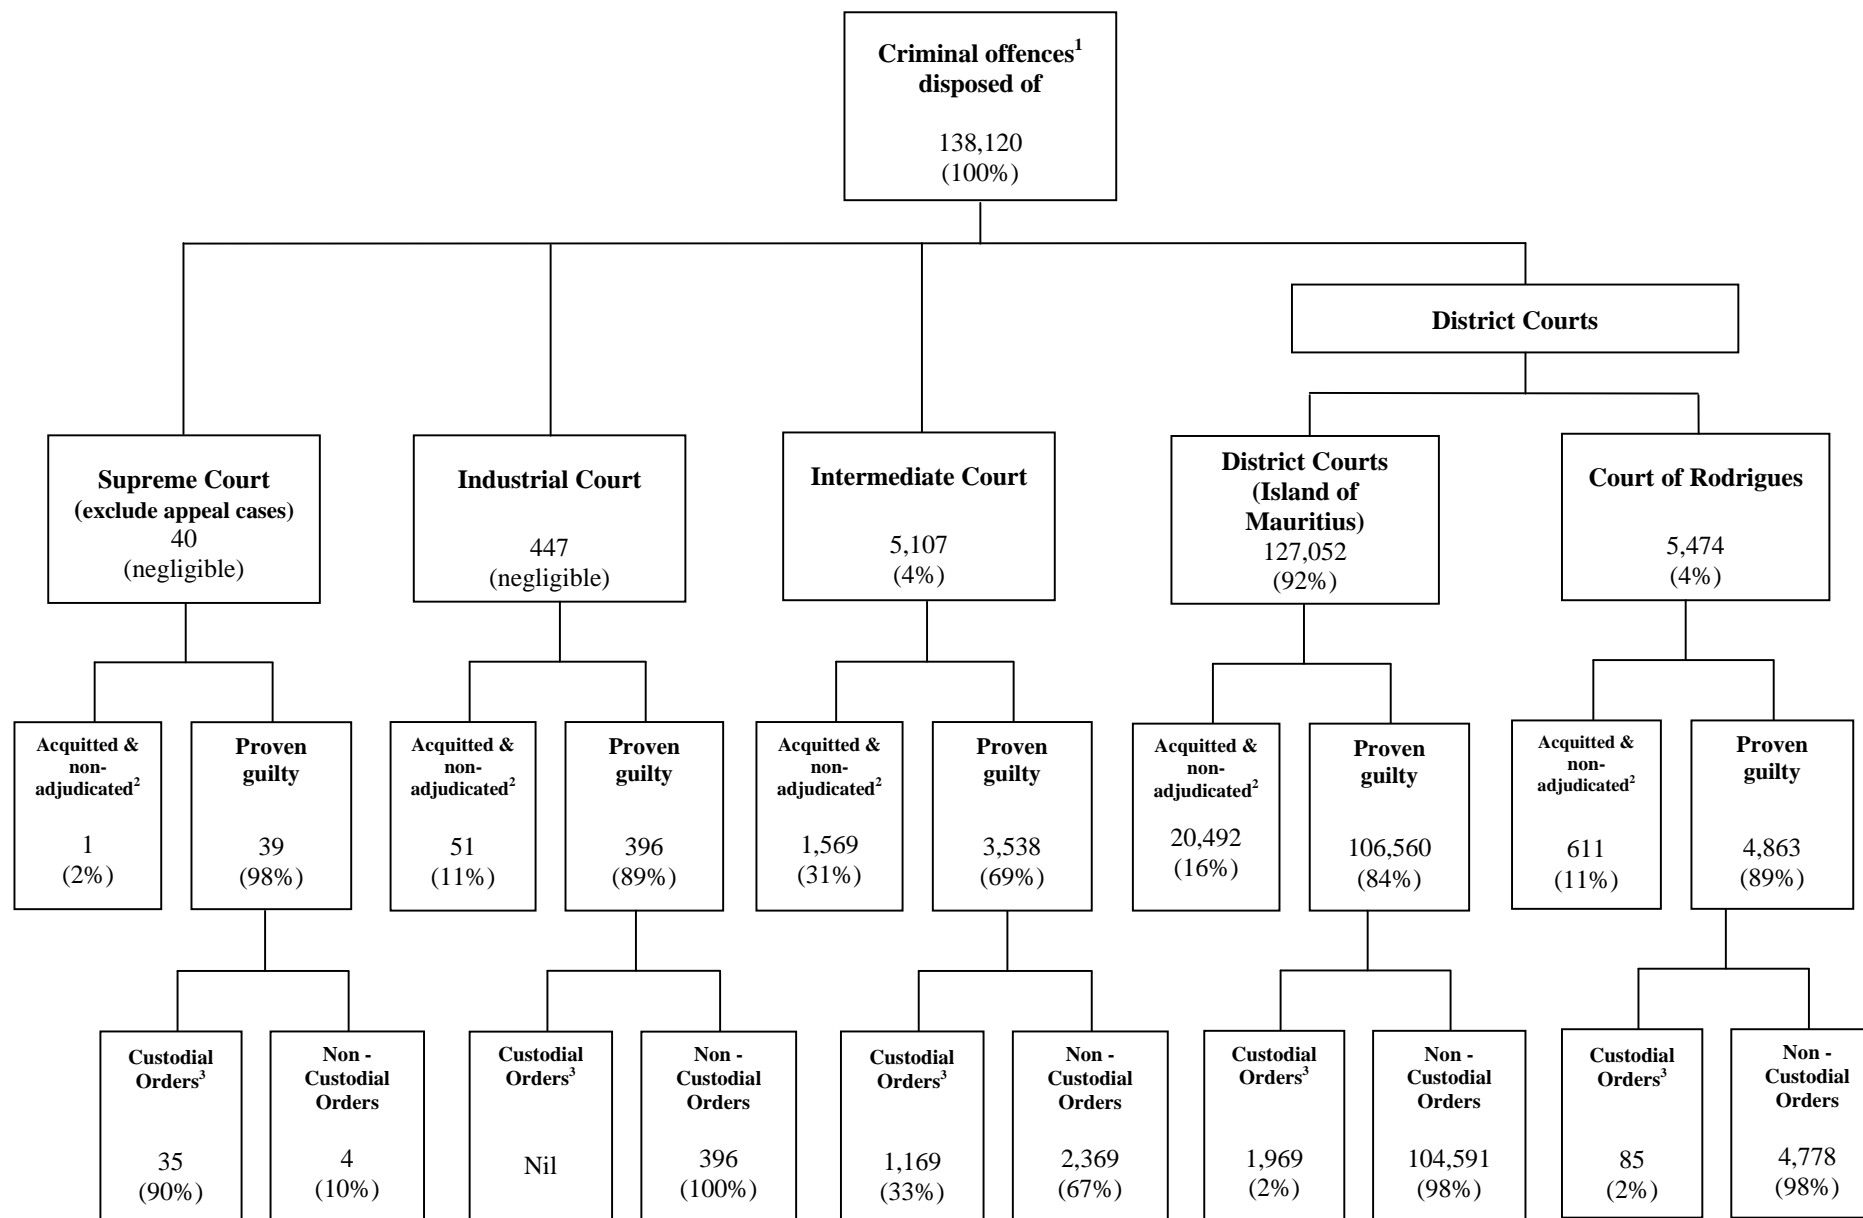 Criminal offences¹
disposed of
138,120
(100%)
District Courts
Supreme Court
(exclude appeal cases)
40
(negligible)
Industrial Court
447
(negligible)
Intermediate Court
5,107
(4%)
District Courts
(Island of
Mauritius)
127,052
(92%)
Court of Rodrigues
5,474
(4%)
Acquitted &
non-
adjudicated²
1
(2%)
Proven
guilty
39
(98%)
Acquitted &
non-
adjudicated²
51
(11%)
Proven
guilty
396
(89%)
Acquitted &
non-
adjudicated²
1,569
(31%)
Proven
guilty
3,538
(69%)
Acquitted &
non-
adjudicated²
20,492
(16%)
Proven
guilty
106,560
(84%)
Acquitted &
non-
adjudicated²
611
(11%)
Proven
guilty
4,863
(89%)
Custodial
Orders³
35
(90%)
Non -
Custodial
Orders
4
(10%)
Custodial
Orders³
Nil
Non -
Custodial
Orders
396
(100%)
Custodial
Orders³
1,169
(33%)
Non -
Custodial
Orders
2,369
(67%)
Custodial
Orders³
1,969
(2%)
Non -
Custodial
Orders
104,591
(98%)
Custodial
Orders³
85
(2%)
Non -
Custodial
Orders
4,778
(98%)